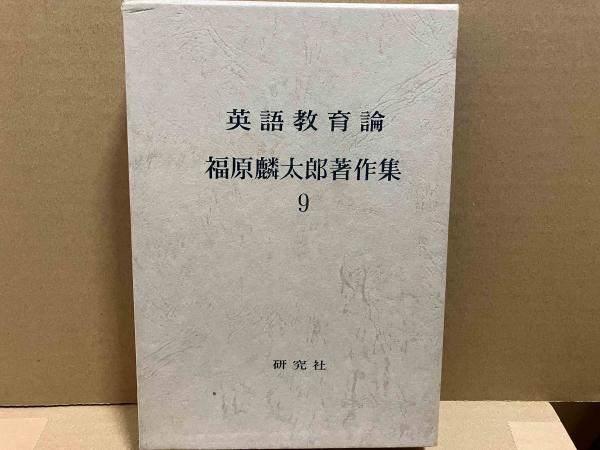 英語教育論
福原麟太郎著作集
9
研究社